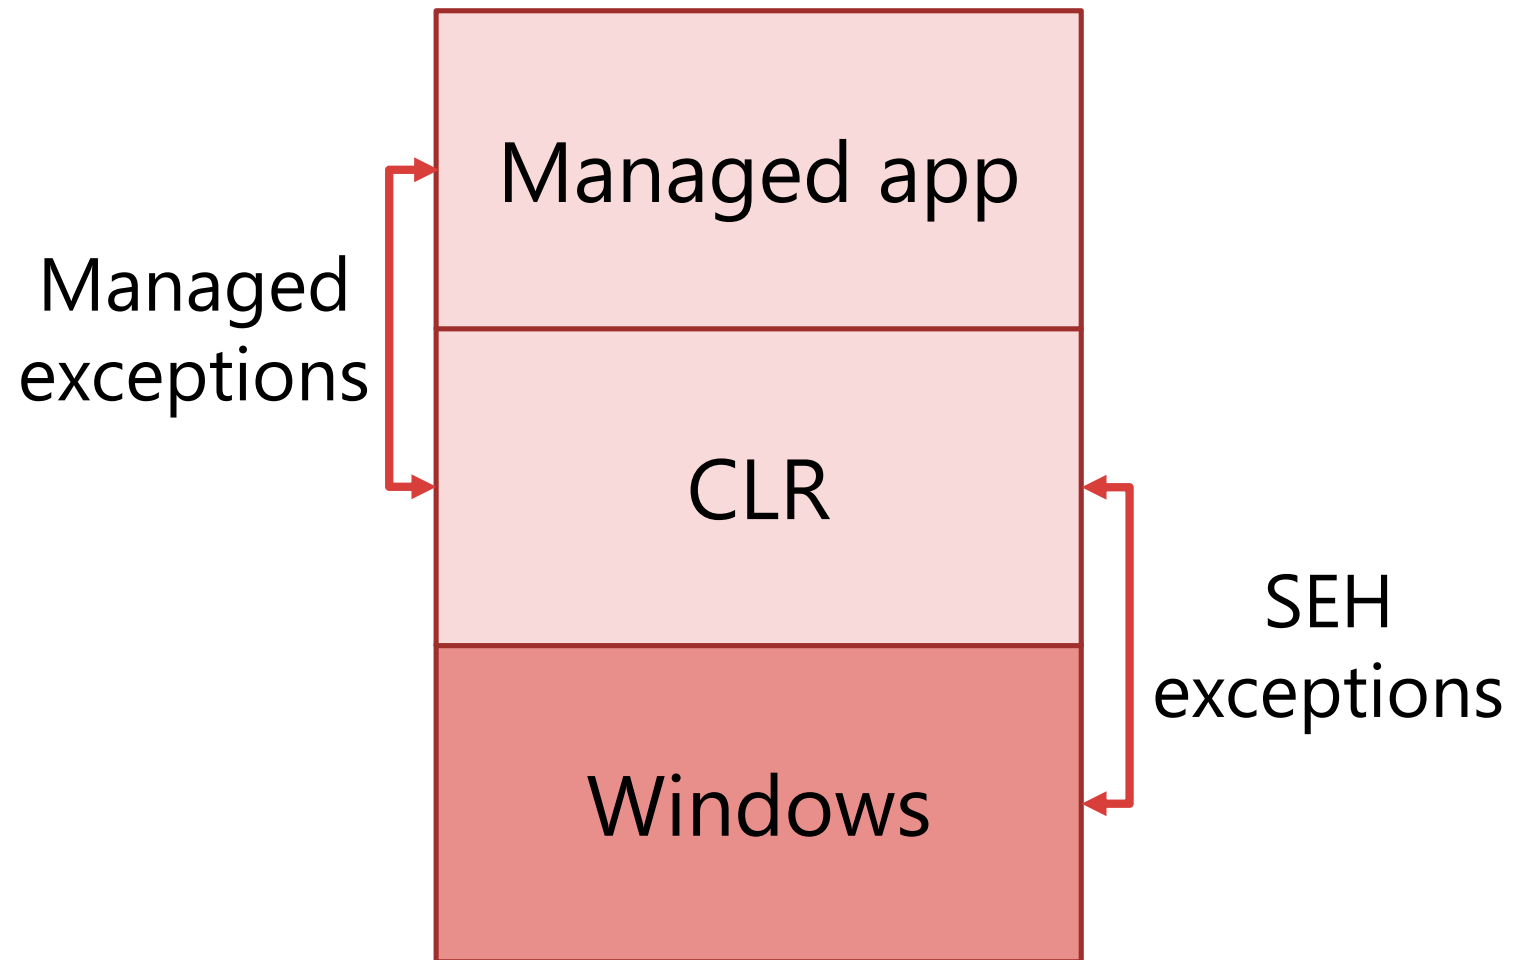 Managed app
Managed
exceptions
CLR
SEH
exceptions
Windows